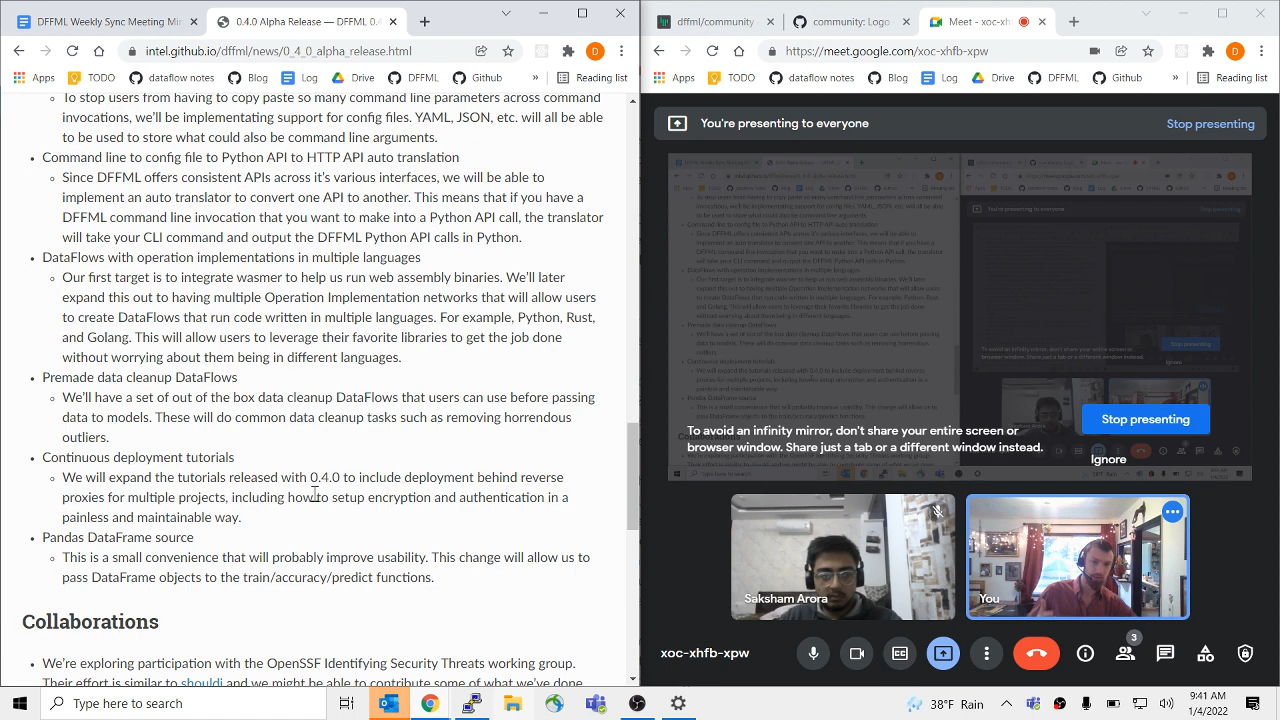 DFFML Weekly Sync Meeting Mi
0.4.0 Alpha Release — DFFML 0.4
intel.github.io/dffml/news/0_4_0_alpha_release.html
Apps
TODO
dataflow notes
Blog
Log
Drive
DFFML
Github
»
Reading list
To stop users from having to copy paste so many command line parameters across command
invocations, we’ll be implementing support for config files. YAML, JSON, etc. will all be able
to be used to store what could also be command line arguments.
• Command line to config file to Python API to HTTP API auto translation
Since DFFML offers consistent APIs across it’s various interfaces, we will be able to
implement an auto translator to convert one API to another. This means that if you have a
DFFML command line invocation that you want to make into a Python API call, the translator
will take your CLI command and output the DFFML Python API calls in Python.
• DataFlows with operation implementations in multiple languages
Our first target is to integrate wasmer to help us run web assembly binaries. We’ll later
expand this out to having multiple Operation Implementation networks that will allow users
to create DataFlows that run code written in multiple languages. For example, Python, Rust,
and Golang. This will allow users to leverage their favorite libraries to get the job done
without worrying about them being in different languages.
• Premade data cleanup DataFlows
We’ll have a set of out of the box data cleanup DataFlows that users can use before passing
data to models. These will do common data cleanup tasks such as removing horrendous
outliers.
• Continuous deployment tutorials
We will expand the tutorials released with 0.4.0 to include deployment behind reverse
proxies for multiple projects, including how to setup encryption and authentication in a
painless and maintainable way.
• Pandas DataFrame source
This is a small convenience that will probably improve usability. This change will allow us to
pass DataFrame objects to the train/accuracy/predict functions.
Collaborations
• We’re exploring participation with the OpenSSF Identifying Security Threats working group.
Their effort is similar to shouldi and we might be able to contribute some of what we’ve done
dffml/community
community: Logo
Meet - xoc-xhfb
https://meet.google.com/xoc-xhfb-xpw
Apps
TODO
dataflow notes
Blog
Log
Drive
DFFML
Github
»
Reading list
You're presenting to everyone
Stop presenting
To avoid an infinity mirror, don't share your entire screen or
browser window. Share just a tab or a different window instead.
Stop presenting
Ignore
Saksham Arora
You
xoc-xhfb-xpw
3
Type here to search
38°F Rain
9:41 AM
1/4/2022